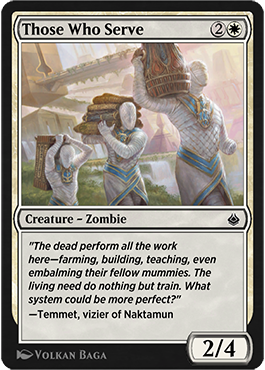 Those Who Serve 2
Creature – Zombie
"The dead perform all the work
here—farming, building, teaching, even
embalming their fellow mummies. The
living need do nothing but train. What
system could be more perfect?"
—Temmet, vizier of Naktamun
2/4
VOLKAN BAGA